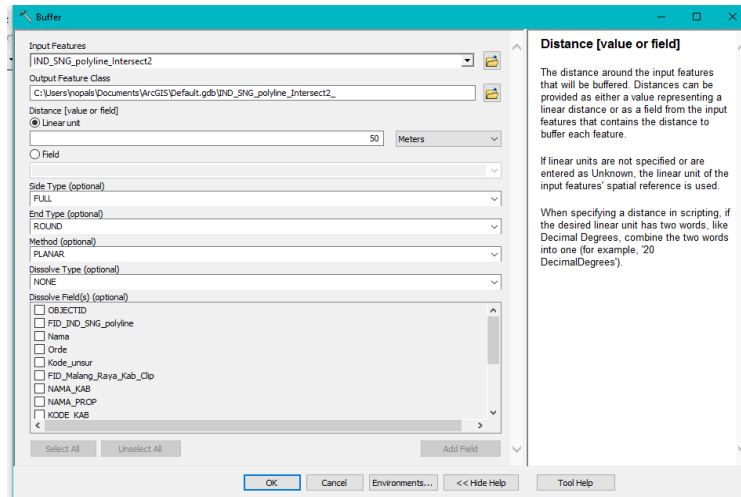 Buffer
Input Features
IND_SNG_polyline_Intersect2
Output Feature Class
C:\Users\nopals\Documents\ArcGIS\Default.gdb\IND_SNG_polyline_Intersect2_
Distance [value or field]
Linear unit
50 Meters
Field
Side Type (optional)
FULL
End Type (optional)
ROUND
Method (optional)
PLANAR
Dissolve Type (optional)
NONE
Dissolve Field(s) (optional)
OBJECTID
FID_IND_SNG_polyline
Nama
Orde
Kode_unsur
FID_Malang_Raya_Kab_Clip
NAMA_KAB
NAMA_PROP
KODE_KAB
Select All Unselect All Add Field
Distance [value or field]
The distance around the input features
that will be buffered. Distances can be
provided as either a value representing a
linear distance or as a field from the input
features that contains the distance to
buffer each feature.
If linear units are not specified or are
entered as Unknown, the linear unit of the
input features' spatial reference is used.
When specifying a distance in scripting, if
the desired linear unit has two words, like
Decimal Degrees, combine the two words
into one (for example, '20
DecimalDegrees').
OK Cancel Environments... << Hide Help Tool Help